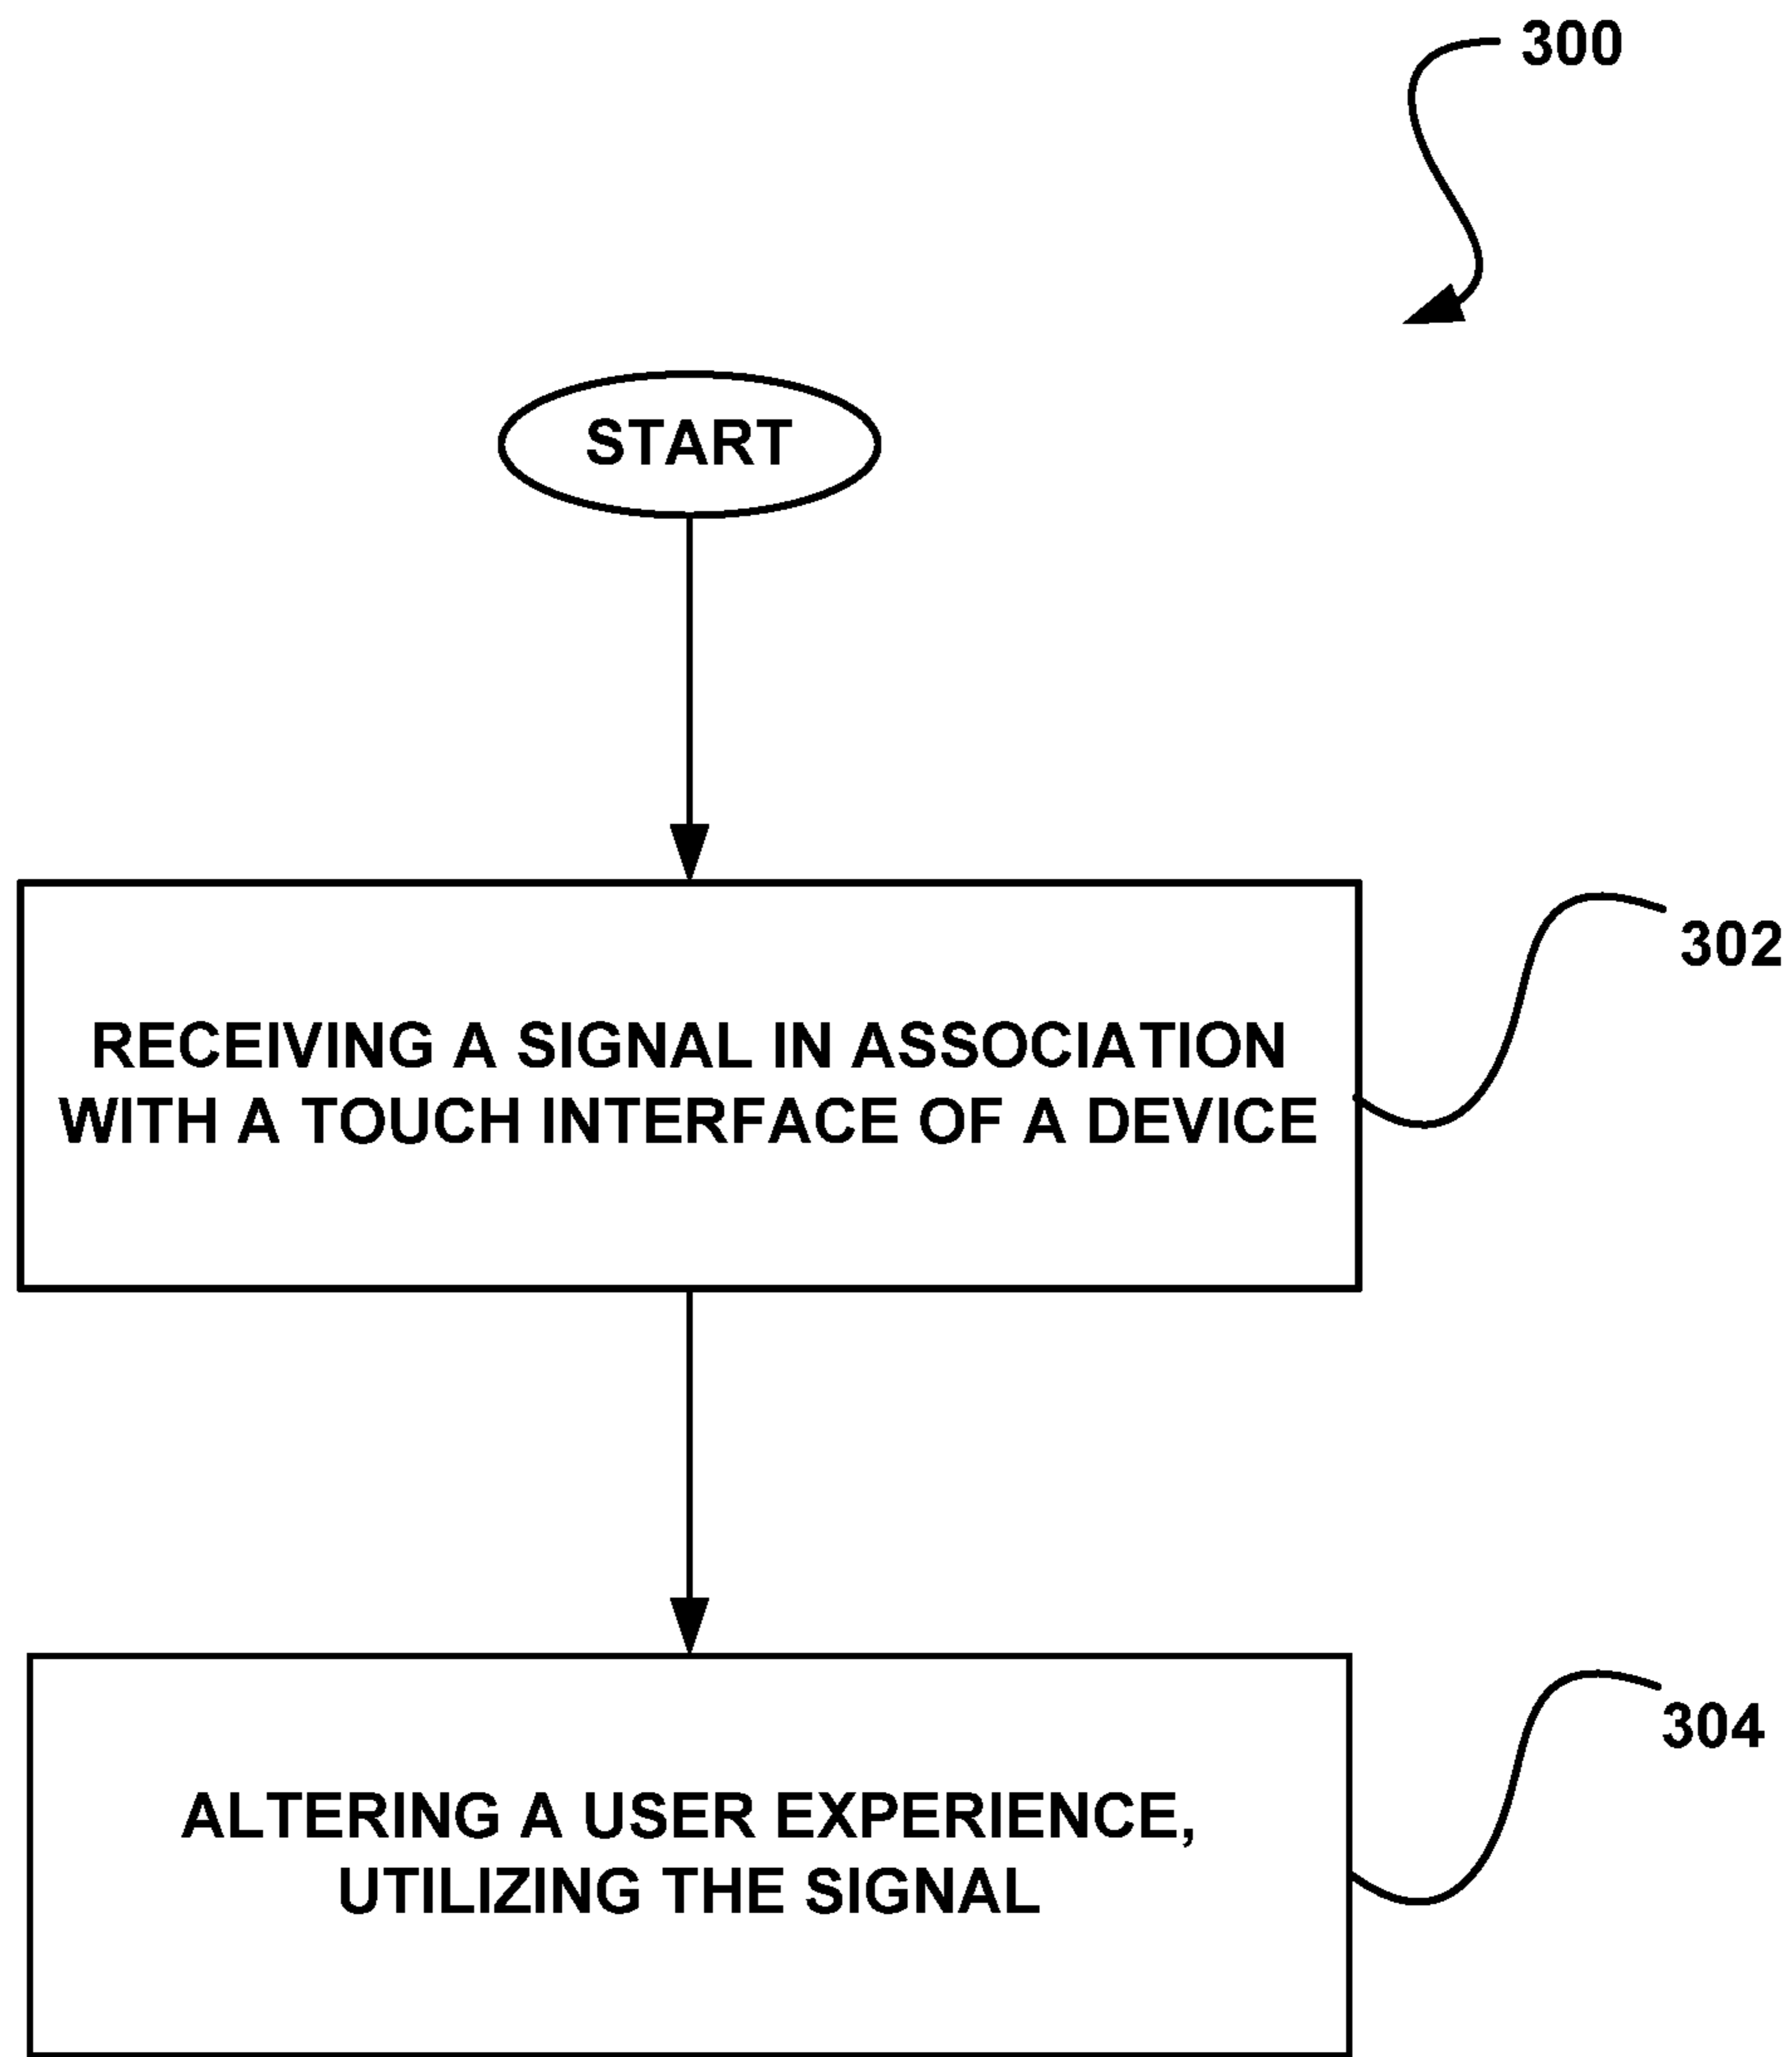 300
START
302
RECEIVING A SIGNAL IN ASSOCIATION
WITH A TOUCH INTERFACE OF A DEVICE
304
ALTERING A USER EXPERIENCE,
UTILIZING THE SIGNAL